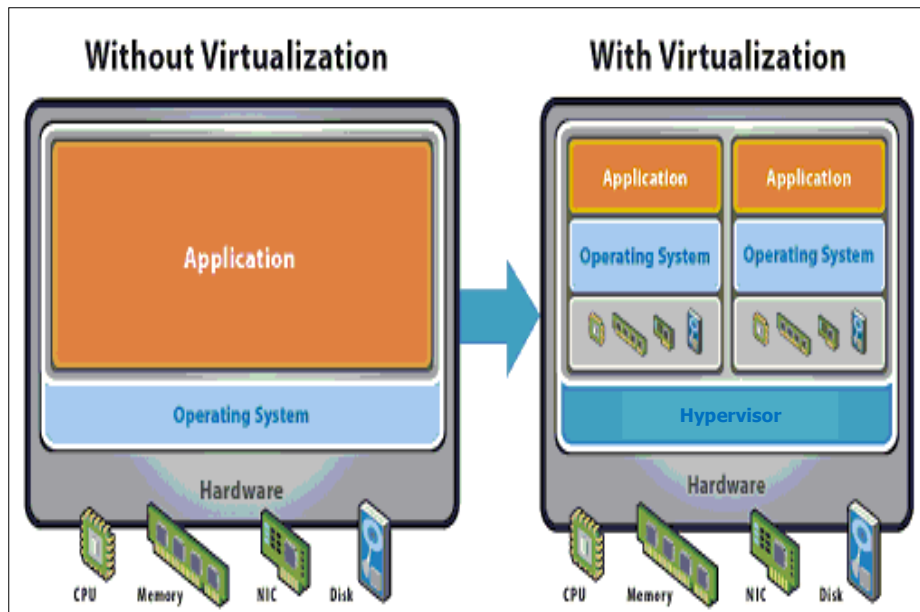 Without Virtualization
Application
Operating System
Hardware
CPU
Memory
NIC
Disk
With Virtualization
Application
Application
Operating System
Operating System
Hypervisor
Hardware
CPU
Memory
NIC
Disk